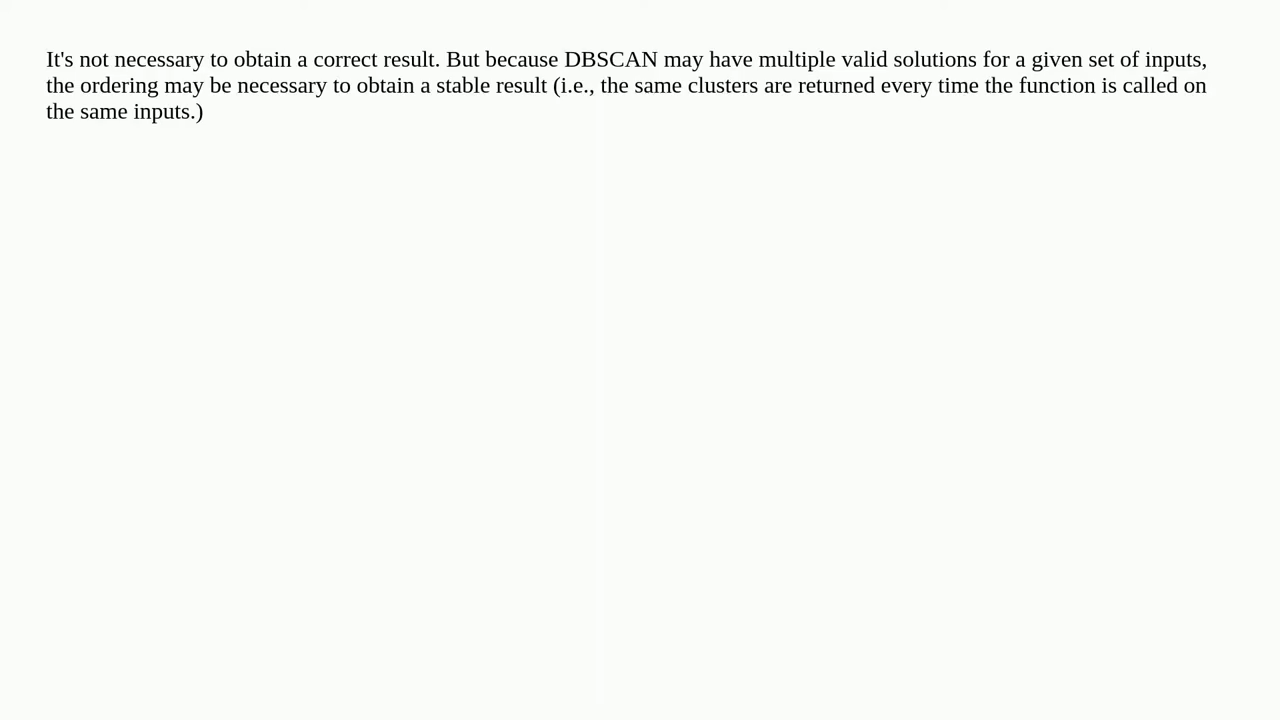 It's not necessary to obtain a correct result. But because DBSCAN may have multiple valid solutions for a given set of inputs,
the ordering may be necessary to obtain a stable result (i.e., the same clusters are returned every time the function is called on
the same inputs.)